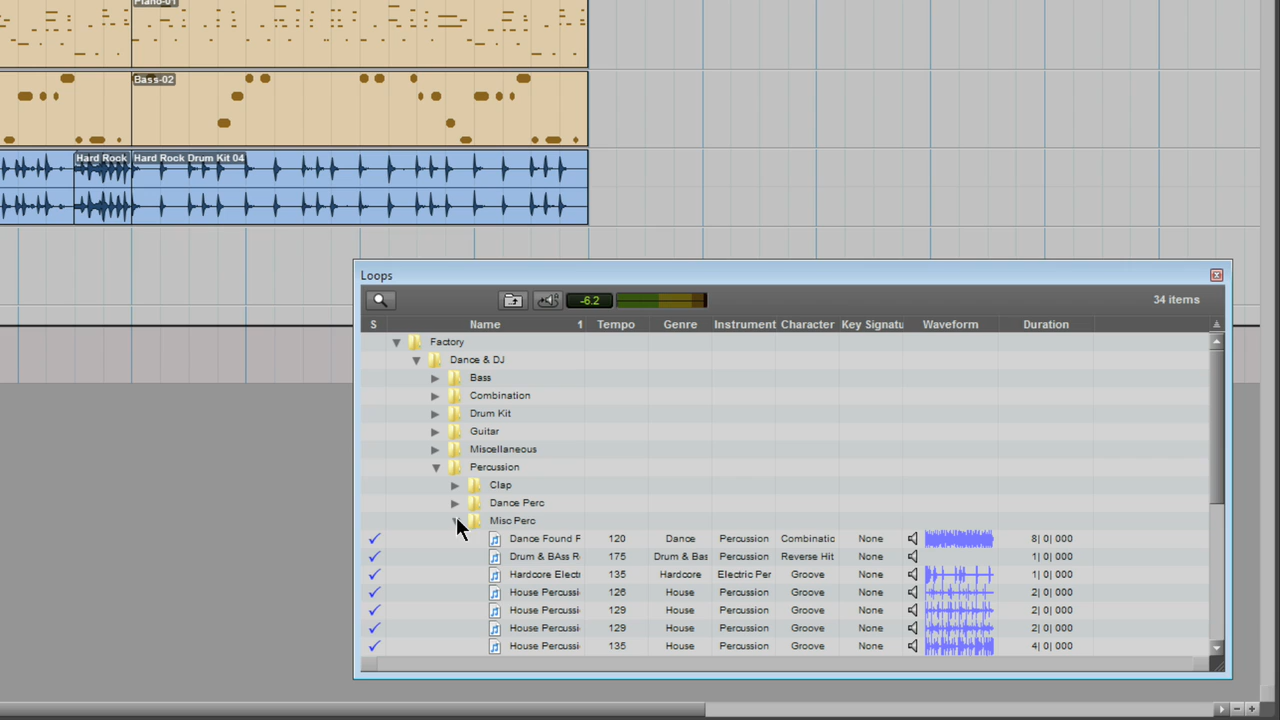 Piano-01
Bass-02
Hard Rock
Hard Rock Drum Kit 04
Loops
-6.2
34 items
S Name 1 Tempo Genre Instrument Character Key Signatu Waveform Duration
Factory
Dance & DJ
Bass
Combination
Drum Kit
Guitar
Miscellaneous
Percussion
Clap
Dance Perc
Misc Perc
Dance Found F 120 Dance Percussion Combinatic None 8| 0| 000
Drum & BAss R 175 Drum & Bas Percussion Reverse Hit None 1| 0| 000
Hardcore Electr 135 Hardcore Electric Per Groove None 1| 0| 000
House Percussi 126 House Percussion Groove None 2| 0| 000
House Percussi 129 House Percussion Groove None 2| 0| 000
House Percussi 129 House Percussion Groove None 2| 0| 000
House Percussi 135 House Percussion Groove None 4| 0| 000